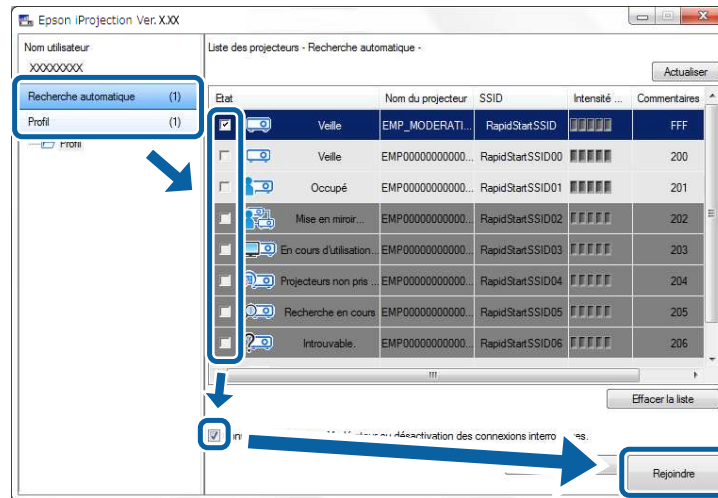 Epson iProjection Ver. X.XX
Nom utilisateur
XXXXXXXX
Recherche automatique (1)
Profil (1)
Profil
Liste des projecteurs - Recherche automatique -
Actualiser
Etat Nom du projecteur SSID Intensité ... Commentaires
Veille EMP_MODERATI... RapidStartSSID FFF
Veille EMP00000000000... RapidStartSSID00 200
Occupé EMP00000000000... RapidStartSSID01 201
Mise en miroir... EMP00000000000... RapidStartSSID02 202
En cours d'utilisation... EMP00000000000... RapidStartSSID03 203
Projecteurs non pris ... EMP00000000000... RapidStartSSID04 204
Recherche en cours EMP00000000000... RapidStartSSID05 205
Introuvable. EMP00000000000... RapidStartSSID06 206
Effacer la liste
ou désactivation des connexions
Rejoindre